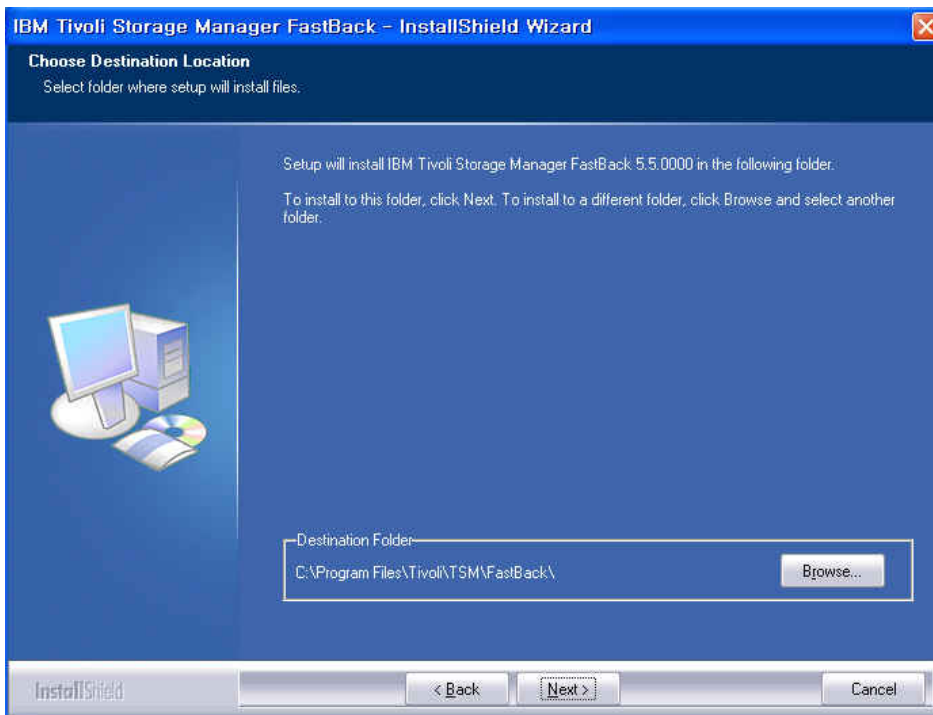 IBM Tivoli Storage Manager FastBack - InstallShield Wizard
Choose Destination Location
Select folder where setup will install files.
Setup will install IBM Tivoli Storage Manager FastBack 5.5.0000 in the following folder.
To install to this folder, click Next. To install to a different folder, click Browse and select another
folder.
Destination Folder
C:\Program Files\Tivoli\TSM\FastBack\
Browse...
InstallShield
< Back
Next >
Cancel